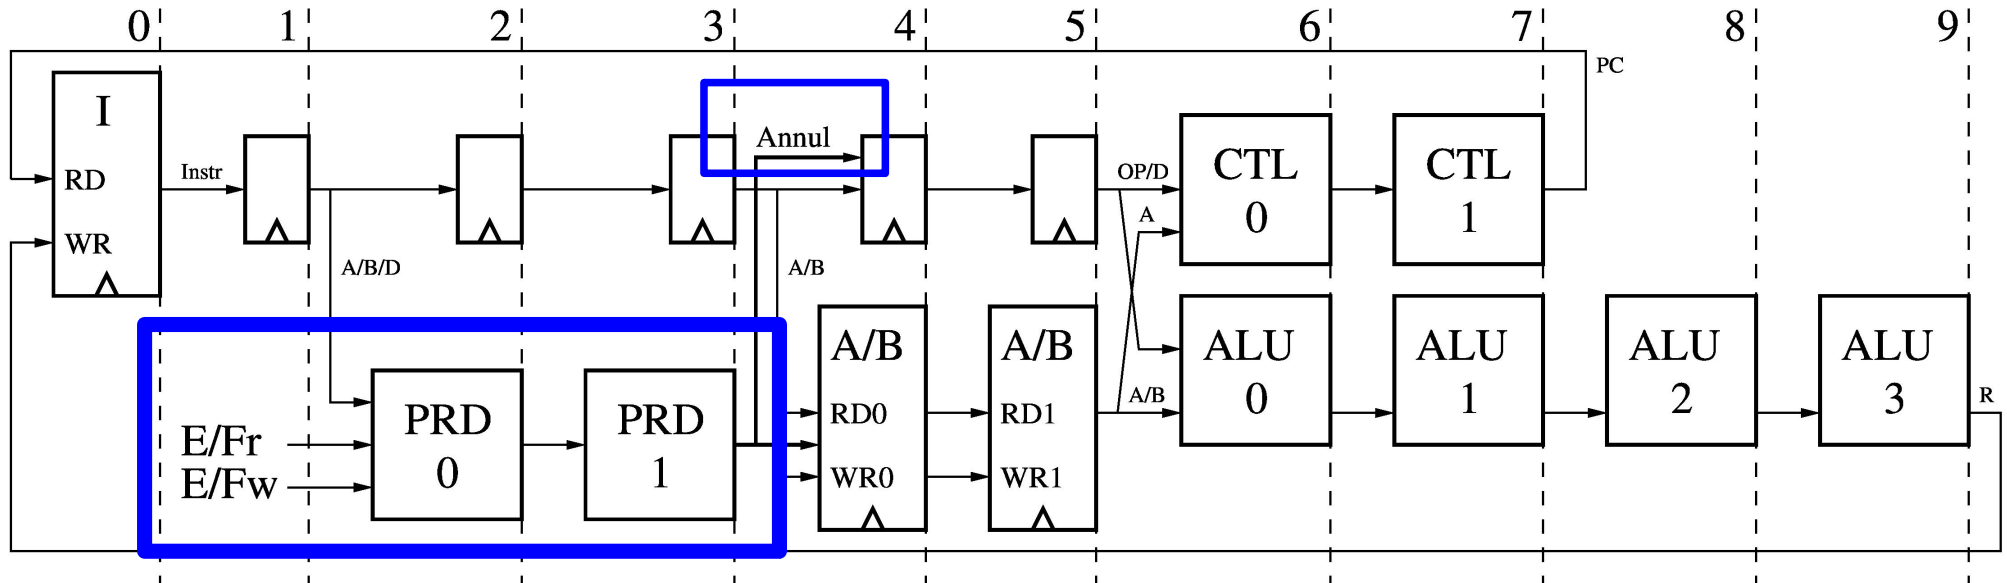 0 1 2 3 4 5 6 7 8 9
PC
I
RD
WR
Instr
Annul
OP/D
A
CTL 0
CTL 1
A/B/D
A/B
E/Fr
E/Fw
PRD 0
PRD 1
A/B
RD0
WR0
A/B
RD1
WR1
A/B
ALU 0
ALU 1
ALU 2
ALU 3
R